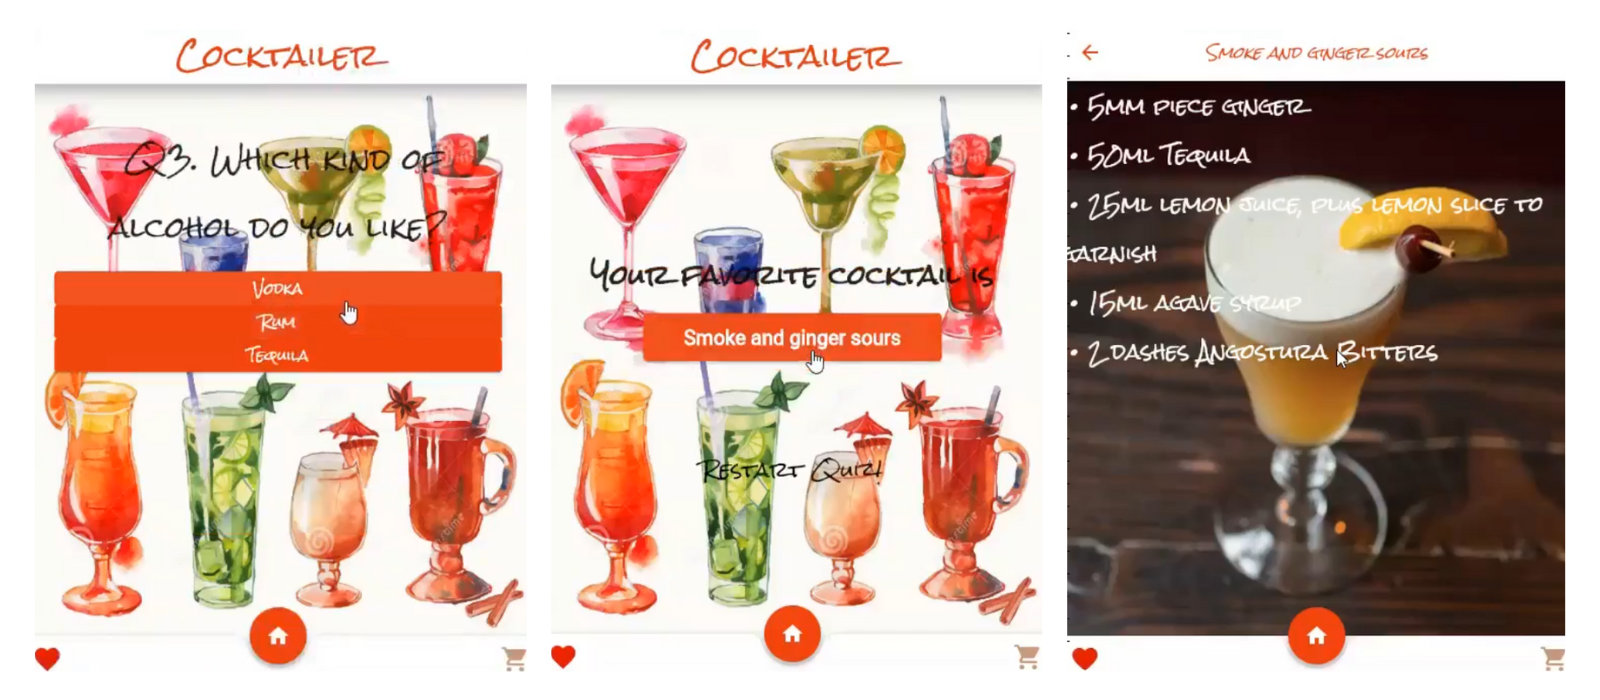 Cocktailer
Q3. Which kind of
alcohol do you like?
Vodka
Rum
Tequila
Cocktailer
Your favorite cocktail is
Smoke and ginger sours
Restart Quiz!
Smoke and ginger sours
• 5mm piece ginger
• 50ml Tequila
• 25ml lemon juice, plus lemon slice to
garnish
• 15ml agave syrup
• 2 dashes Angostura Bitters